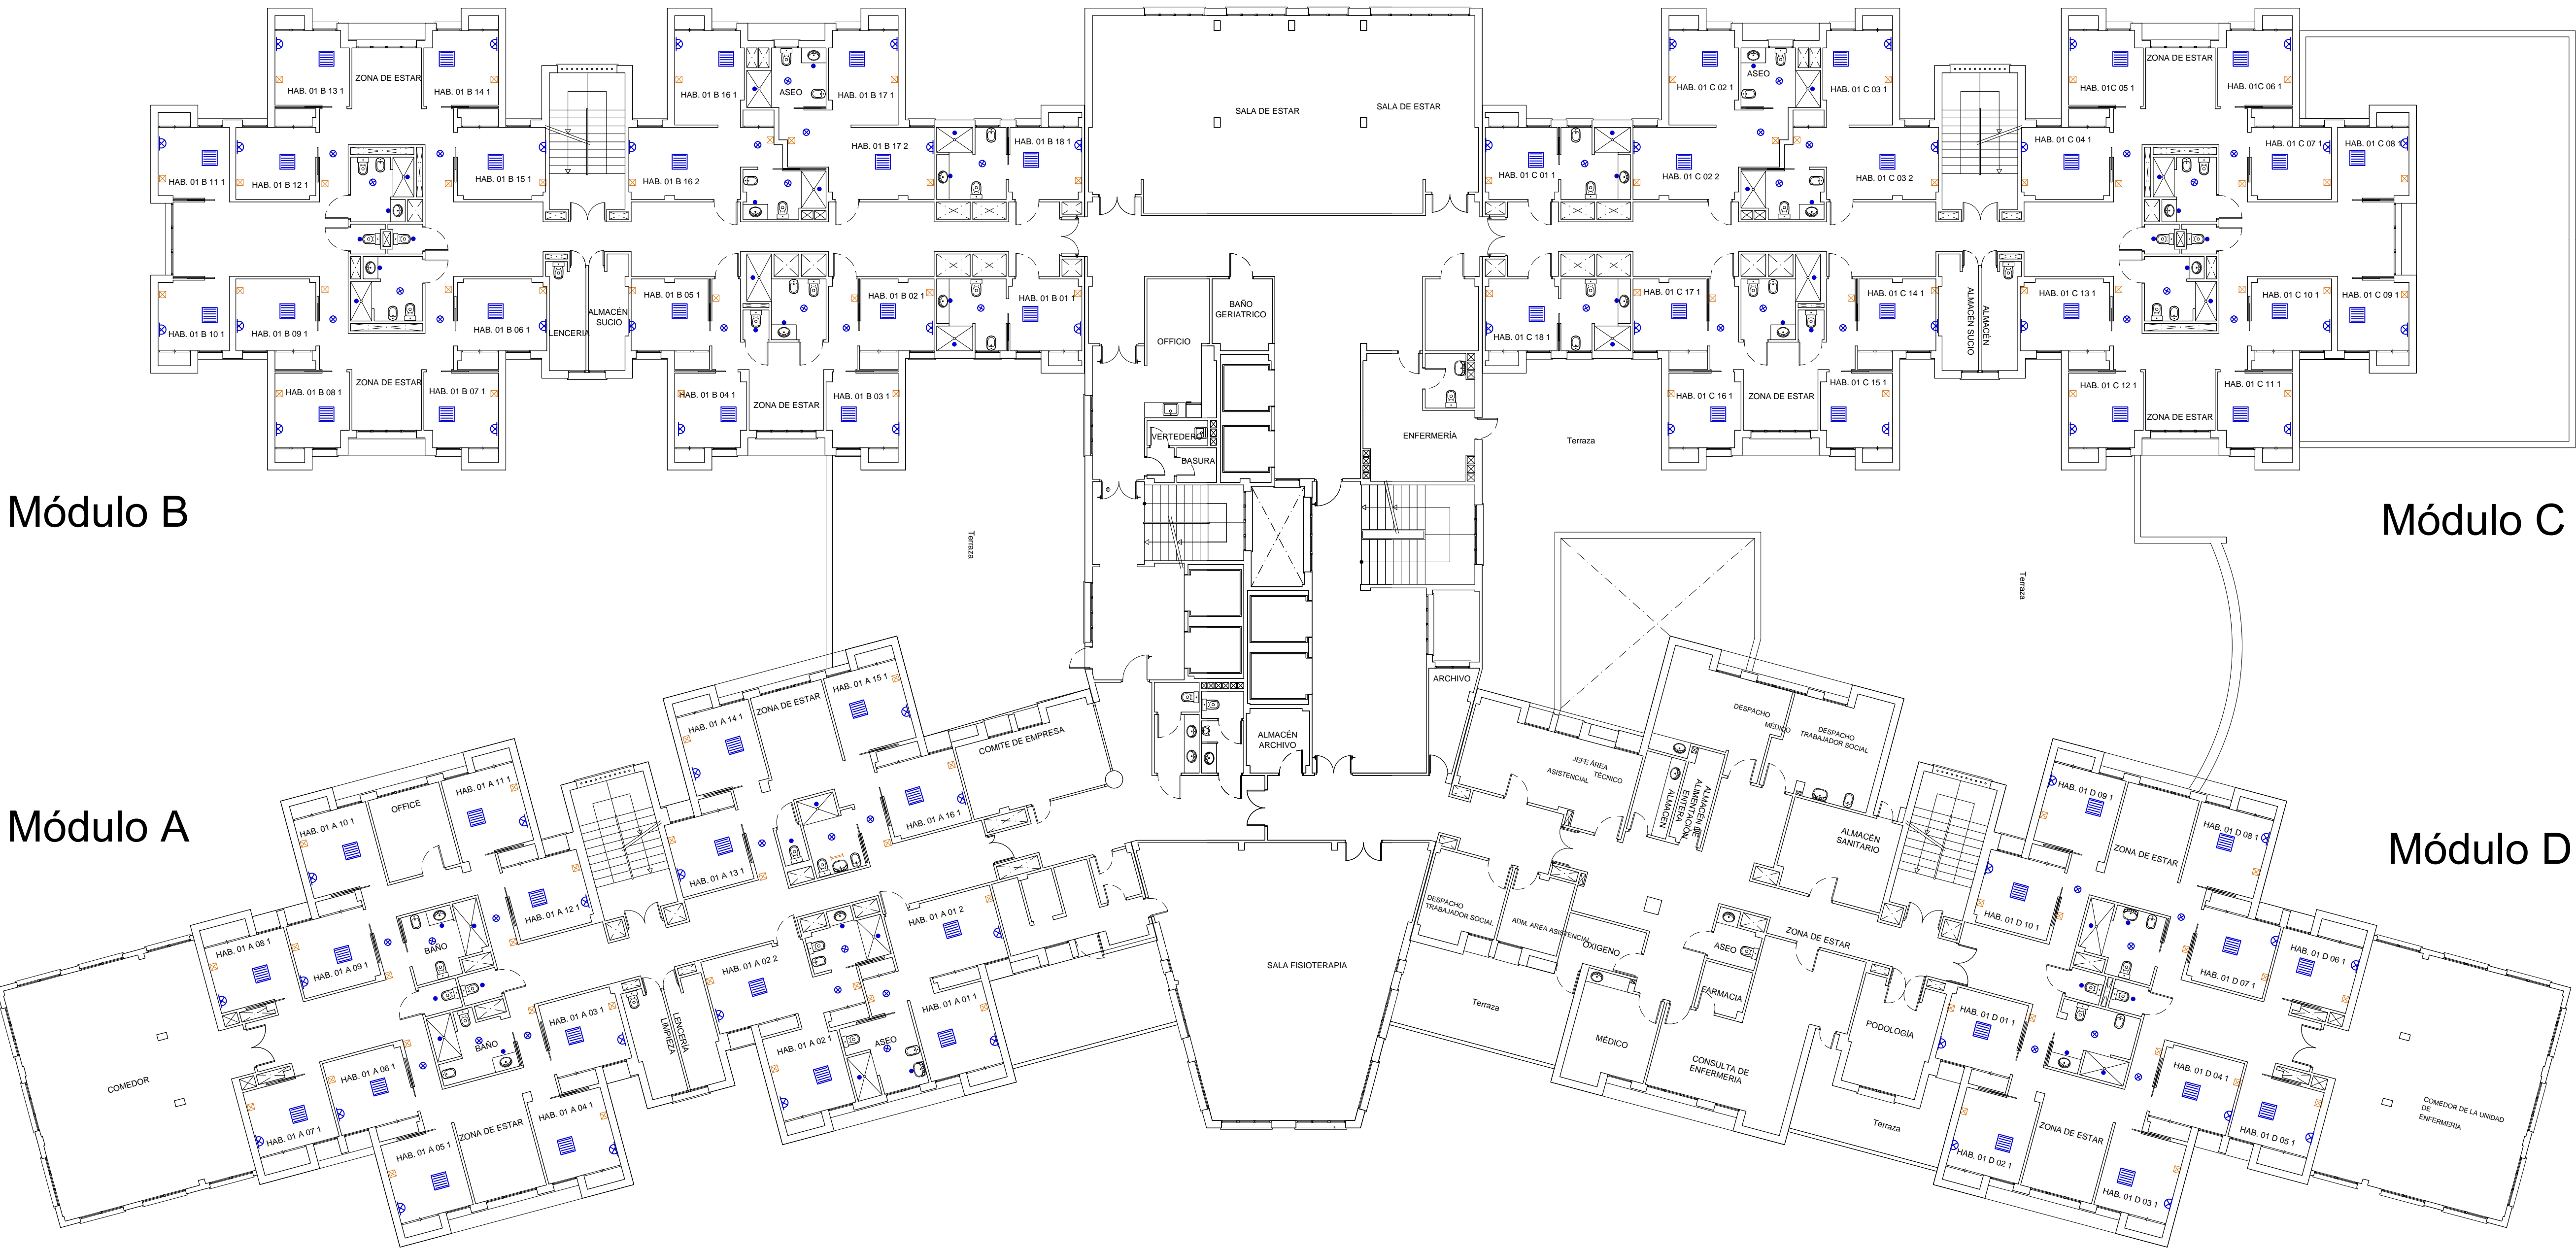 ZONA DE ESTAR
HAB. 01 B 13 1
HAB. 01 B 14 1
HAB. 01 B 16 1
ASEO
HAB. 01 B 17 1
SALA DE ESTAR
SALA DE ESTAR
HAB. 01 C 02 1
ASEO
HAB. 01 C 03 1
HAB. 01C 05 1
ZONA DE ESTAR
HAB. 01C 06 1
HAB. 01 B 11 1
HAB. 01 B 12 1
HAB. 01 B 15 1
HAB. 01 B 16 2
HAB. 01 B 17 2
HAB. 01 B 18 1
HAB. 01 C 01 1
HAB. 01 C 02 2
HAB. 01 C 03 2
HAB. 01 C 04 1
HAB. 01 C 07 1
HAB. 01 C 08 1
HAB. 01 B 10 1
HAB. 01 B 09 1
HAB. 01 B 06 1
LENCERIA
ALMACÉN
SUCIO
HAB. 01 B 05 1
HAB. 01 B 02 1
HAB. 01 B 01 1
OFFICIO
BAÑO
GERIATRICO
HAB. 01 C 18 1
HAB. 01 C 17 1
HAB. 01 C 14 1
ALMACÉN SUCIO
ALMACÉN
HAB. 01 C 13 1
HAB. 01 C 10 1
HAB. 01 C 09 1
HAB. 01 B 08 1
ZONA DE ESTAR
HAB. 01 B 07 1
HAB. 01 B 04 1
ZONA DE ESTAR
HAB. 01 B 03 1
VERTEDERO
BASURA
ENFERMERÍA
Terraza
HAB. 01 C 16 1
ZONA DE ESTAR
HAB. 01 C 15 1
HAB. 01 C 12 1
ZONA DE ESTAR
HAB. 01 C 11 1
Módulo B
Módulo C
Terraza
Terraza
HAB. 01 A 14 1
ZONA DE ESTAR
HAB. 01 A 15 1
COMITE DE EMPRESA
ALMACÉN
ARCHIVO
ARCHIVO
DESPACHO
MÉDICO
DESPACHO
TRABAJADOR SOCIAL
JEFE ÁREA
TÉCNICO
ASISTENCIAL
ALMACÉN
ALMACÉN DE
ALIMENTACIÓN
ENTERA
ALMACÉN
SANITARIO
Módulo A
Módulo D
HAB. 01 A 10 1
OFFICE
HAB. 01 A 11 1
HAB. 01 A 12 1
HAB. 01 A 13 1
HAB. 01 A 16 1
HAB. 01 D 09 1
ZONA DE ESTAR
HAB. 01 D 08 1
HAB. 01 D 10 1
HAB. 01 D 07 1
HAB. 01 D 06 1
HAB. 01 A 08 1
HAB. 01 A 09 1
BAÑO
HAB. 01 A 01 2
HAB. 01 A 02 2
DESPACHO
TRABAJADOR SOCIAL
ADM. AREA ASISTENCIAL
OXIGENO
ASEO
ZONA DE ESTAR
SALA FISIOTERAPIA
FARMACIA
Terraza
PODOLOGÍA
HAB. 01 D 01 1
COMEDOR
HAB. 01 A 07 1
HAB. 01 A 06 1
BAÑO
HAB. 01 A 03 1
LIMPIEZA
LENCERÍA
HAB. 01 A 02 1
ASEO
HAB. 01 A 01 1
MÉDICO
CONSULTA DE
ENFERMERIA
Terraza
HAB. 01 D 04 1
HAB. 01 D 05 1
COMEDOR DE LA UNIDAD
DE
ENFERMERÍA
HAB. 01 A 05 1
ZONA DE ESTAR
HAB. 01 A 04 1
HAB. 01 D 02 1
ZONA DE ESTAR
HAB. 01 D 03 1